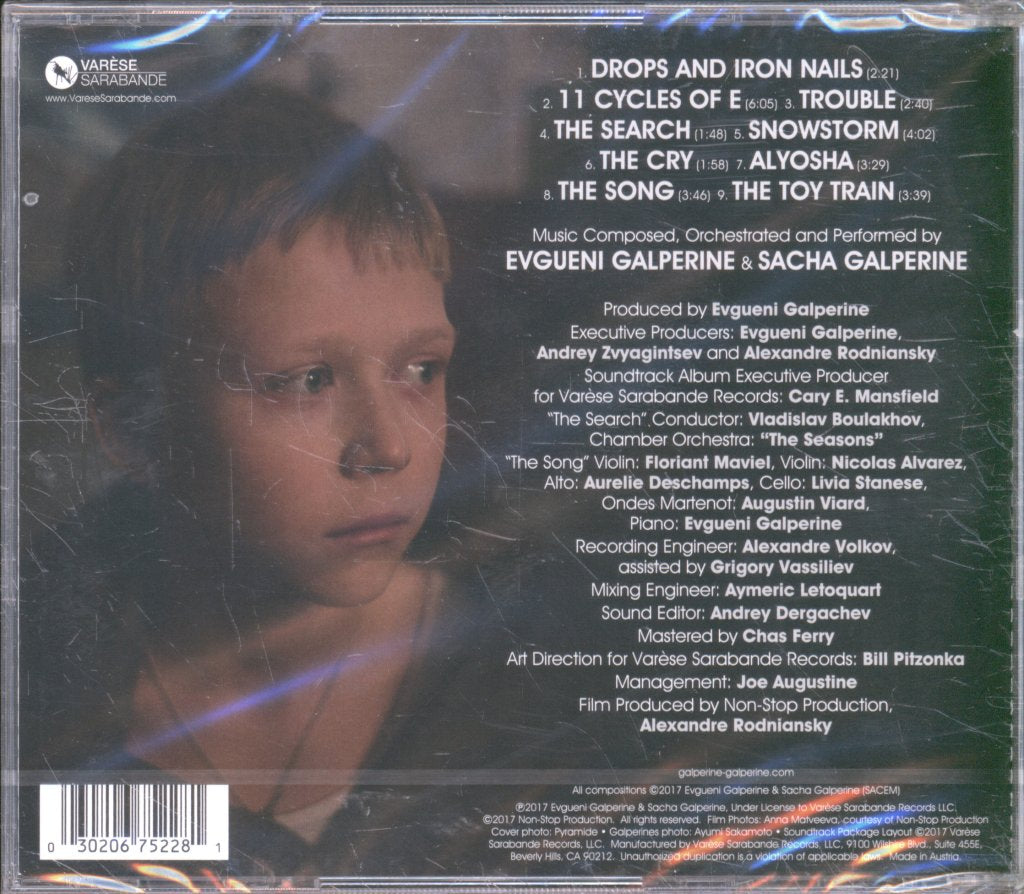 VARÈSE
SARABANDE
www.VareseSarabande.com
1. DROPS AND IRON NAILS (2:21)
2. 11 CYCLES OF E (6:05) 3. TROUBLE (2:40)
4. THE SEARCH (1:48) 5. SNOWSTORM (4:02)
6. THE CRY (1:58) 7. ALYOSHA (3:29)
8. THE SONG (3:46) 9. THE TOY TRAIN (3:39)
Music Composed, Orchestrated and Performed by
EVGUENI GALPERINE & SACHA GALPERINE
Produced by Evgueni Galperine
Executive Producers: Evgueni Galperine,
Andrey Zvyagintsev and Alexandre Rodniansky
Soundtrack Album Executive Producer
for Varèse Sarabande Records: Cary E. Mansfield
"The Search" Conductor: Vladislav Boulakhov,
Chamber Orchestra: "The Seasons"
"The Song" Violin: Floriant Maviel, Violin: Nicolas Alvarez,
Alto: Aurelie Deschamps, Cello: Livia Stanese,
Ondes Martenot: Augustin Viard,
Piano: Evgueni Galperine
Recording Engineer: Alexandre Volkov,
assisted by Grigory Vassiliev
Mixing Engineer: Aymeric Letoquart
Sound Editor: Andrey Dergachev
Mastered by Chas Ferry
Art Direction for Varèse Sarabande Records: Bill Pitzonka
Management: Joe Augustine
Film Produced by Non-Stop Production,
Alexandre Rodniansky
galperine-galperine.com
All compositions ©2017 Evgueni Galperine & Sacha Galperine (SACEM)
℗2017 Evgueni Galperine & Sacha Galperine, Under License to Varèse Sarabande Records LLC.
©2017 Non-Stop Production. All rights reserved. Film Photos: Anna Matveeva, courtesy of Non-Stop Productions
Cover photo: Pyramide • Galperines photo: Ayumi Sakamoto • Soundtrack Package Layout ©2017 Varèse
Sarabande Records, LLC. Manufactured by Varèse Sarabande Records, LLC, 9100 Wilshire Blvd., Suite 455E,
Beverly Hills, CA 90212. Unauthorized duplication is a violation of applicable laws. Made in Austria.
0 30206 75228 1